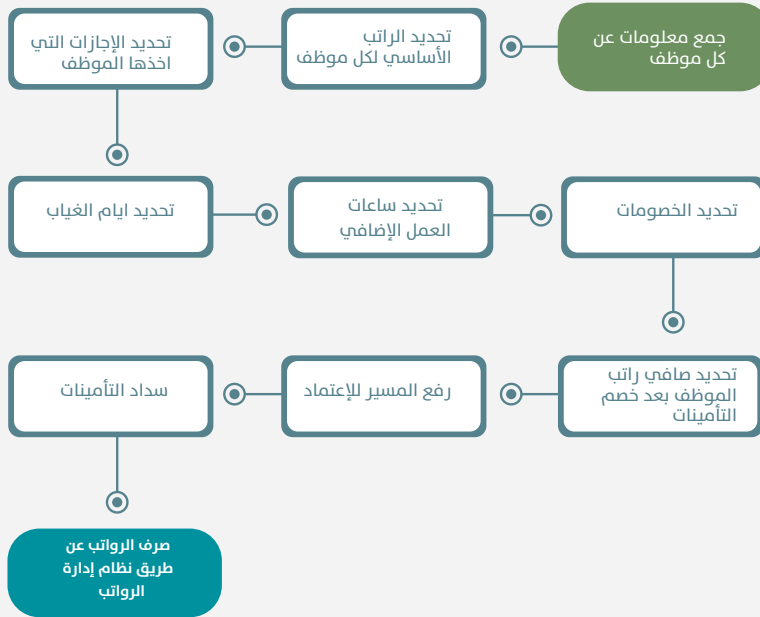 جمع معلومات عن
كل موظف
تحديد الراتب
الأساسي لكل موظف
تحديد الإجازات التي
اخذها الموظف
تحديد ايام الغياب
تحديد ساعات
العمل الإضافي
تحديد الخصومات
تحديد صافي راتب
الموظف بعد خصم
التأمينات
رفع المسير للإعتماد
سداد التأمينات
صرف الرواتب عن
طريق نظام إدارة
الرواتب